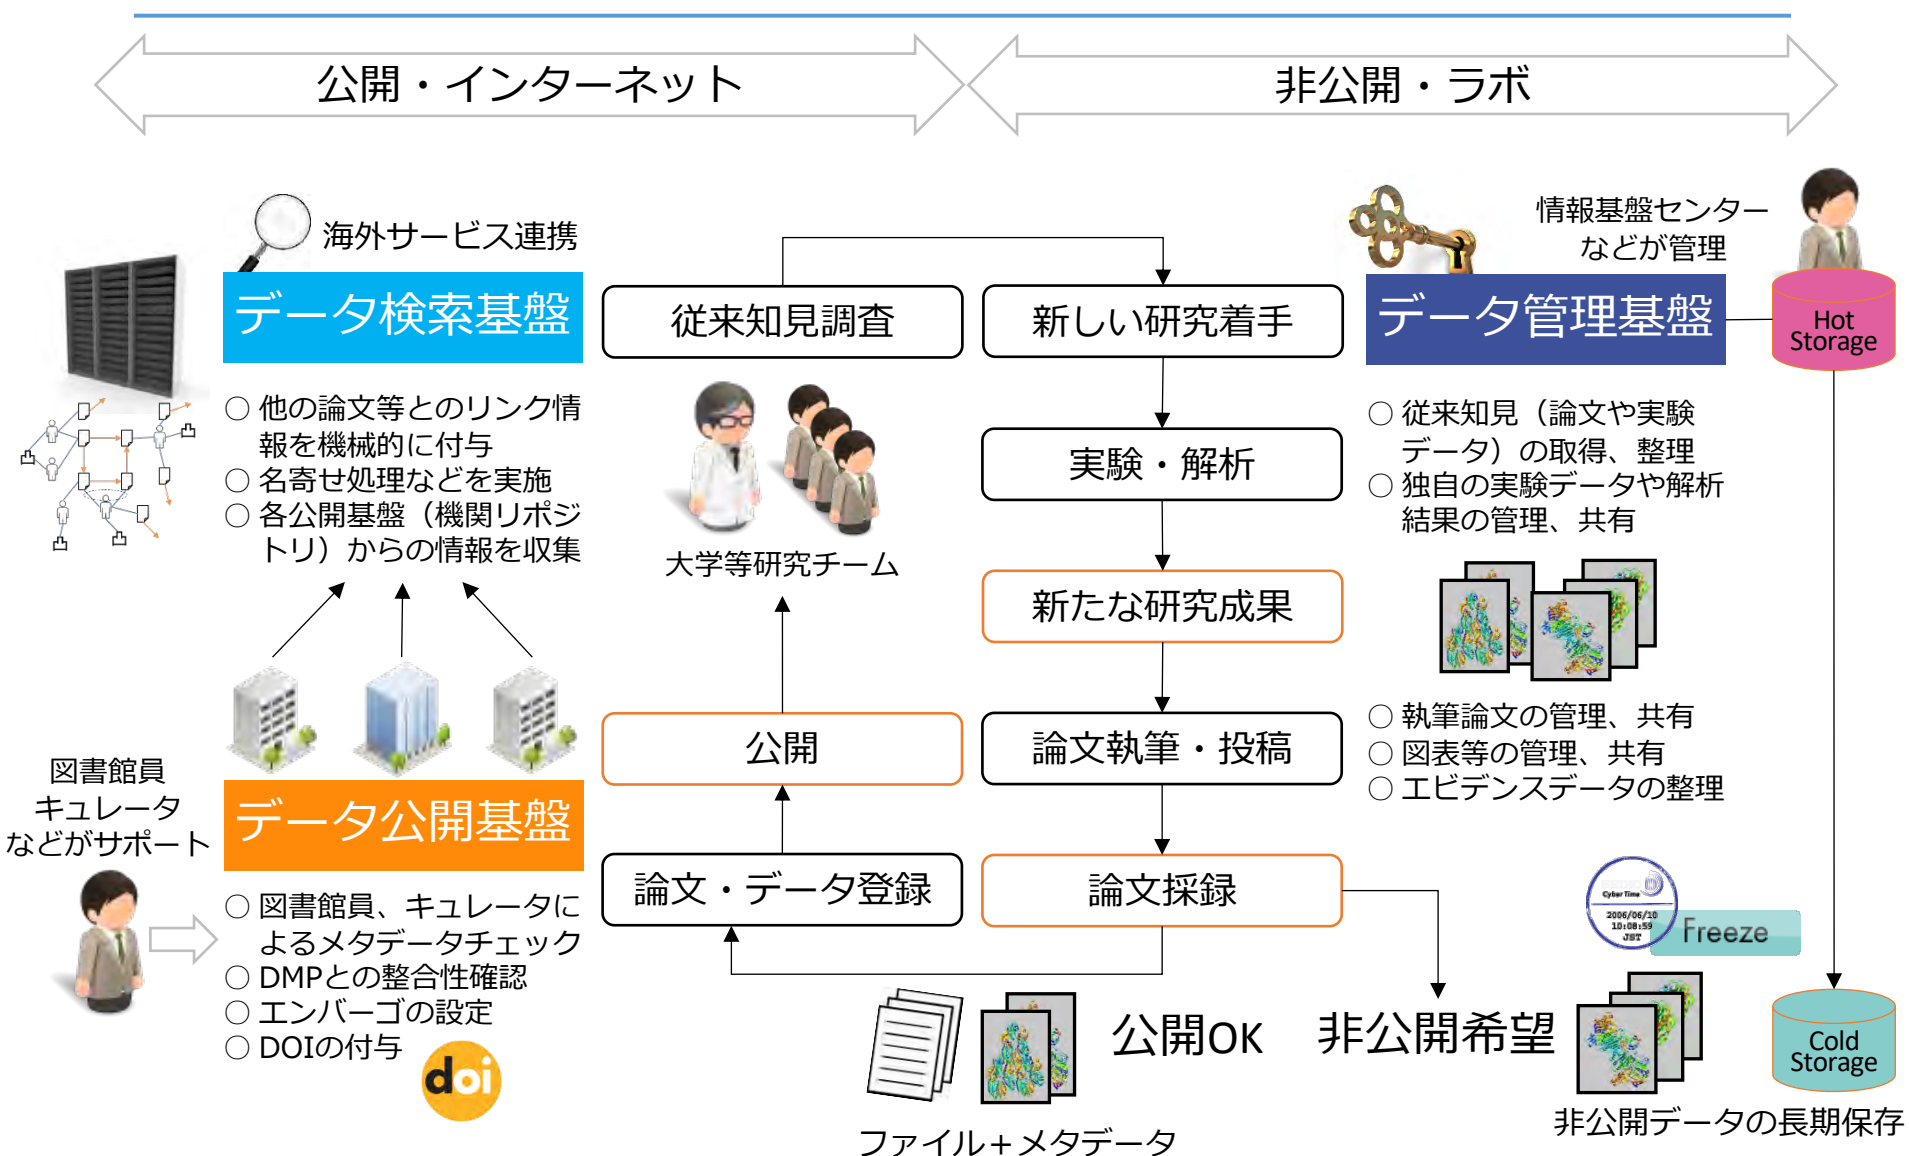 公開・インターネット
非公開・ラボ
海外サービス連携
データ検索基盤
○ 他の論文等とのリンク情
報を機械的に付与
○ 名寄せ処理などを実施
○ 各公開基盤（機関リポジ
トリ）からの情報を収集
図書館員
キュレータ
などがサポート
データ公開基盤
○ 図書館員、キュレータに
よるメタデータチェック
○ DMPとの整合性確認
○ エンバーゴの設定
○ DOIの付与
doi
従来知見調査
大学等研究チーム
公開
論文・データ登録
新しい研究着手
実験・解析
新たな研究成果
論文執筆・投稿
論文採録
公開OK
非公開希望
ファイル＋メタデータ
情報基盤センター
などが管理
データ管理基盤
Hot
Storage
○ 従来知見（論文や実験
データ）の取得、整理
○ 独自の実験データや解析
結果の管理、共有
○ 執筆論文の管理、共有
○ 図表等の管理、共有
○ エビデンスデータの整理
Cyber Time
2006/06/10
10:08:59
JST
Freeze
Cold
Storage
非公開データの長期保存